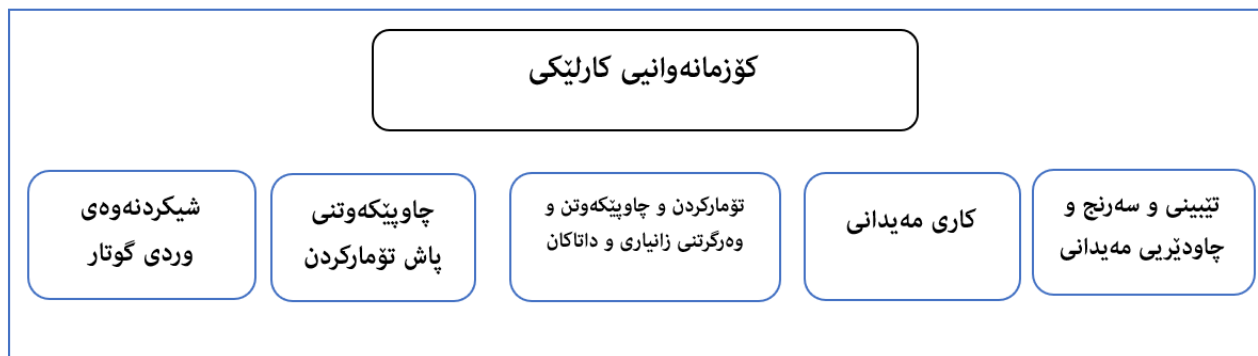 کۆزمانەوانیی کارلێکی
تێبینی و سەرنج و
چاودێریی مەیدانی
کاری مەیدانی
تۆمارکردن و چاوپێکەوتن و
وەرگرتنی زانیاری و داتاکان
چاوپێکەوتنی
پاش تۆمارکردن
شیکردنەوەی
وردی گوتار